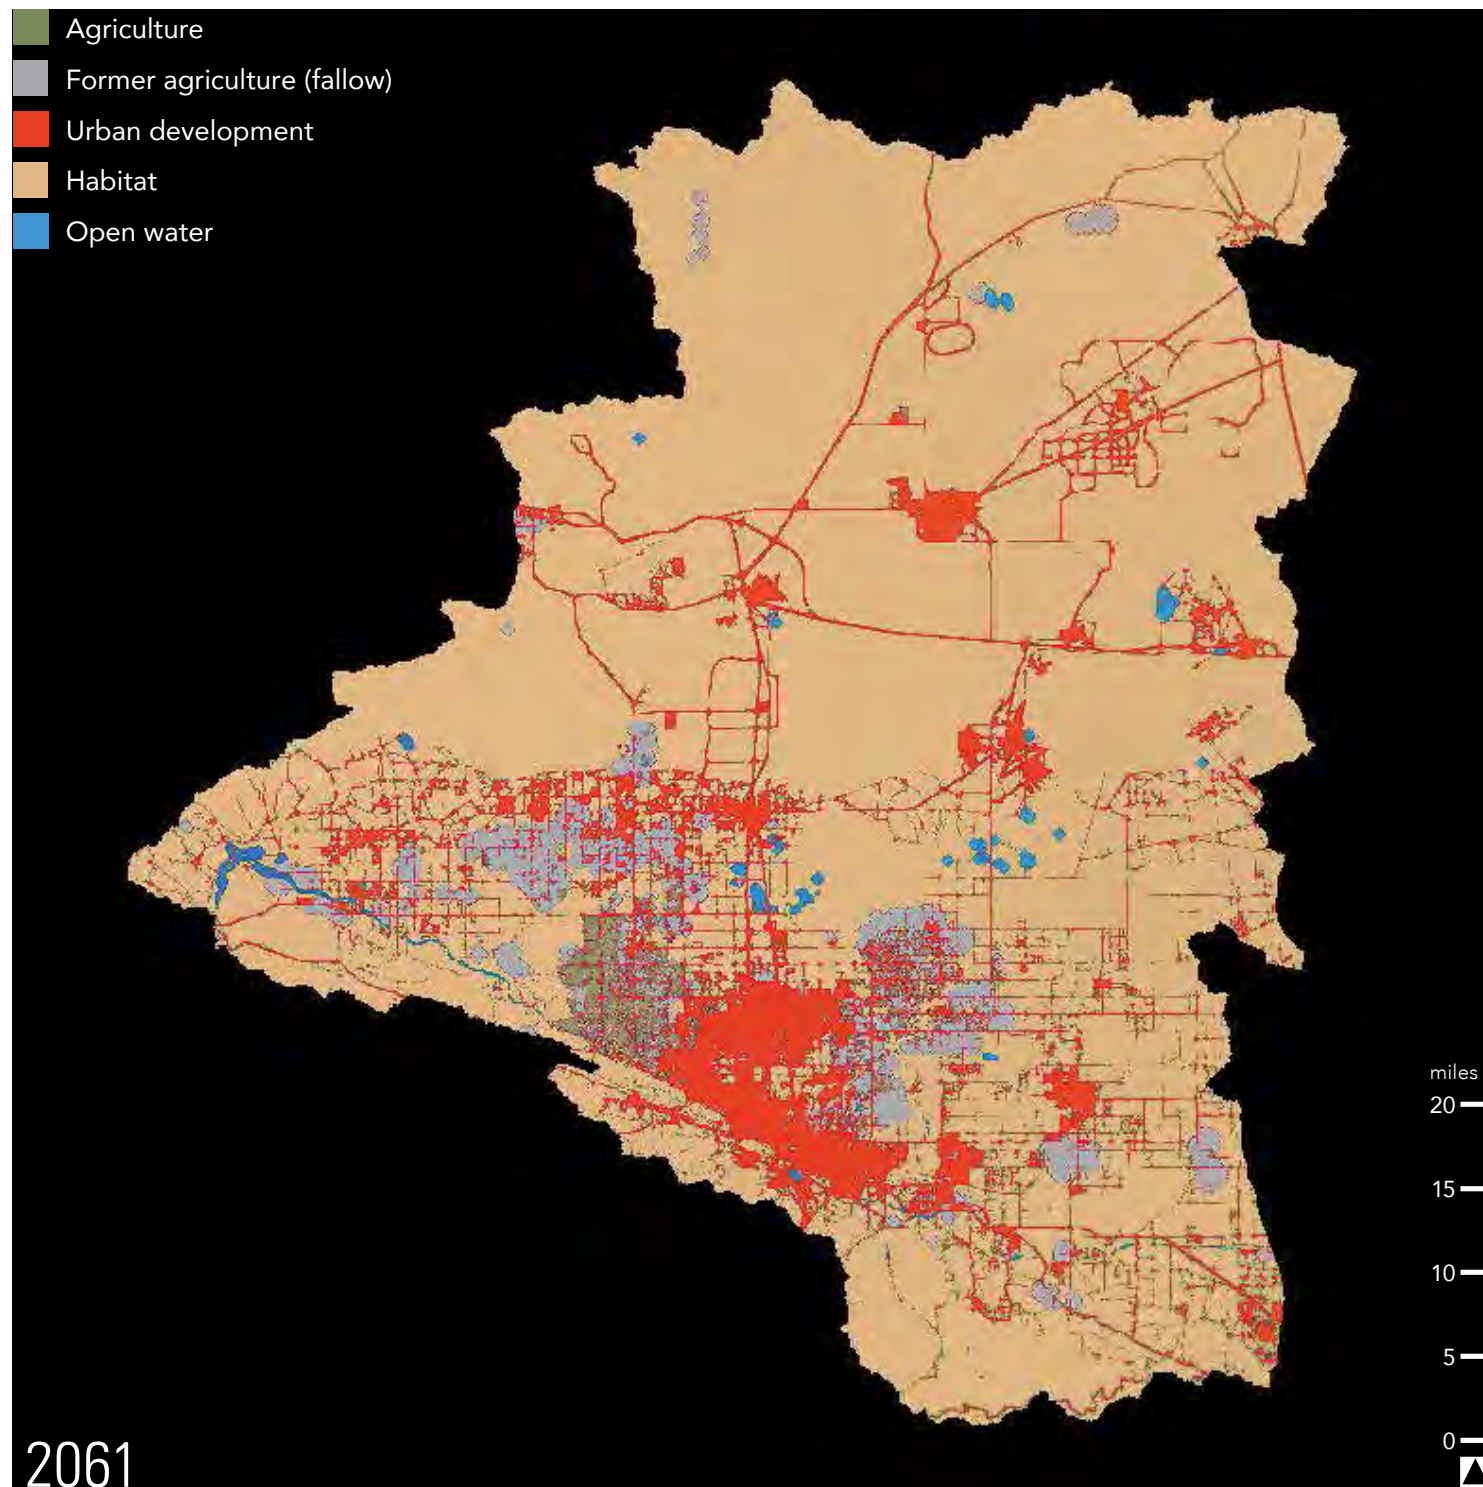 Agriculture
Former agriculture (fallow)
Urban development
Habitat
Open water
miles
20
15
10
5
0
2061